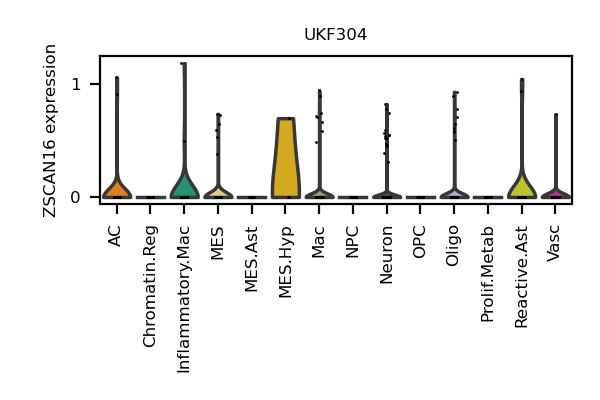 UKF304
ZSCAN16 expression
1
0
AC
Chromatin.Reg
Inflammatory.Mac
MES
MES.Ast
MES.Hyp
Mac
NPC
Neuron
OPC
Oligo
Prolif.Metab
Reactive.Ast
Vasc